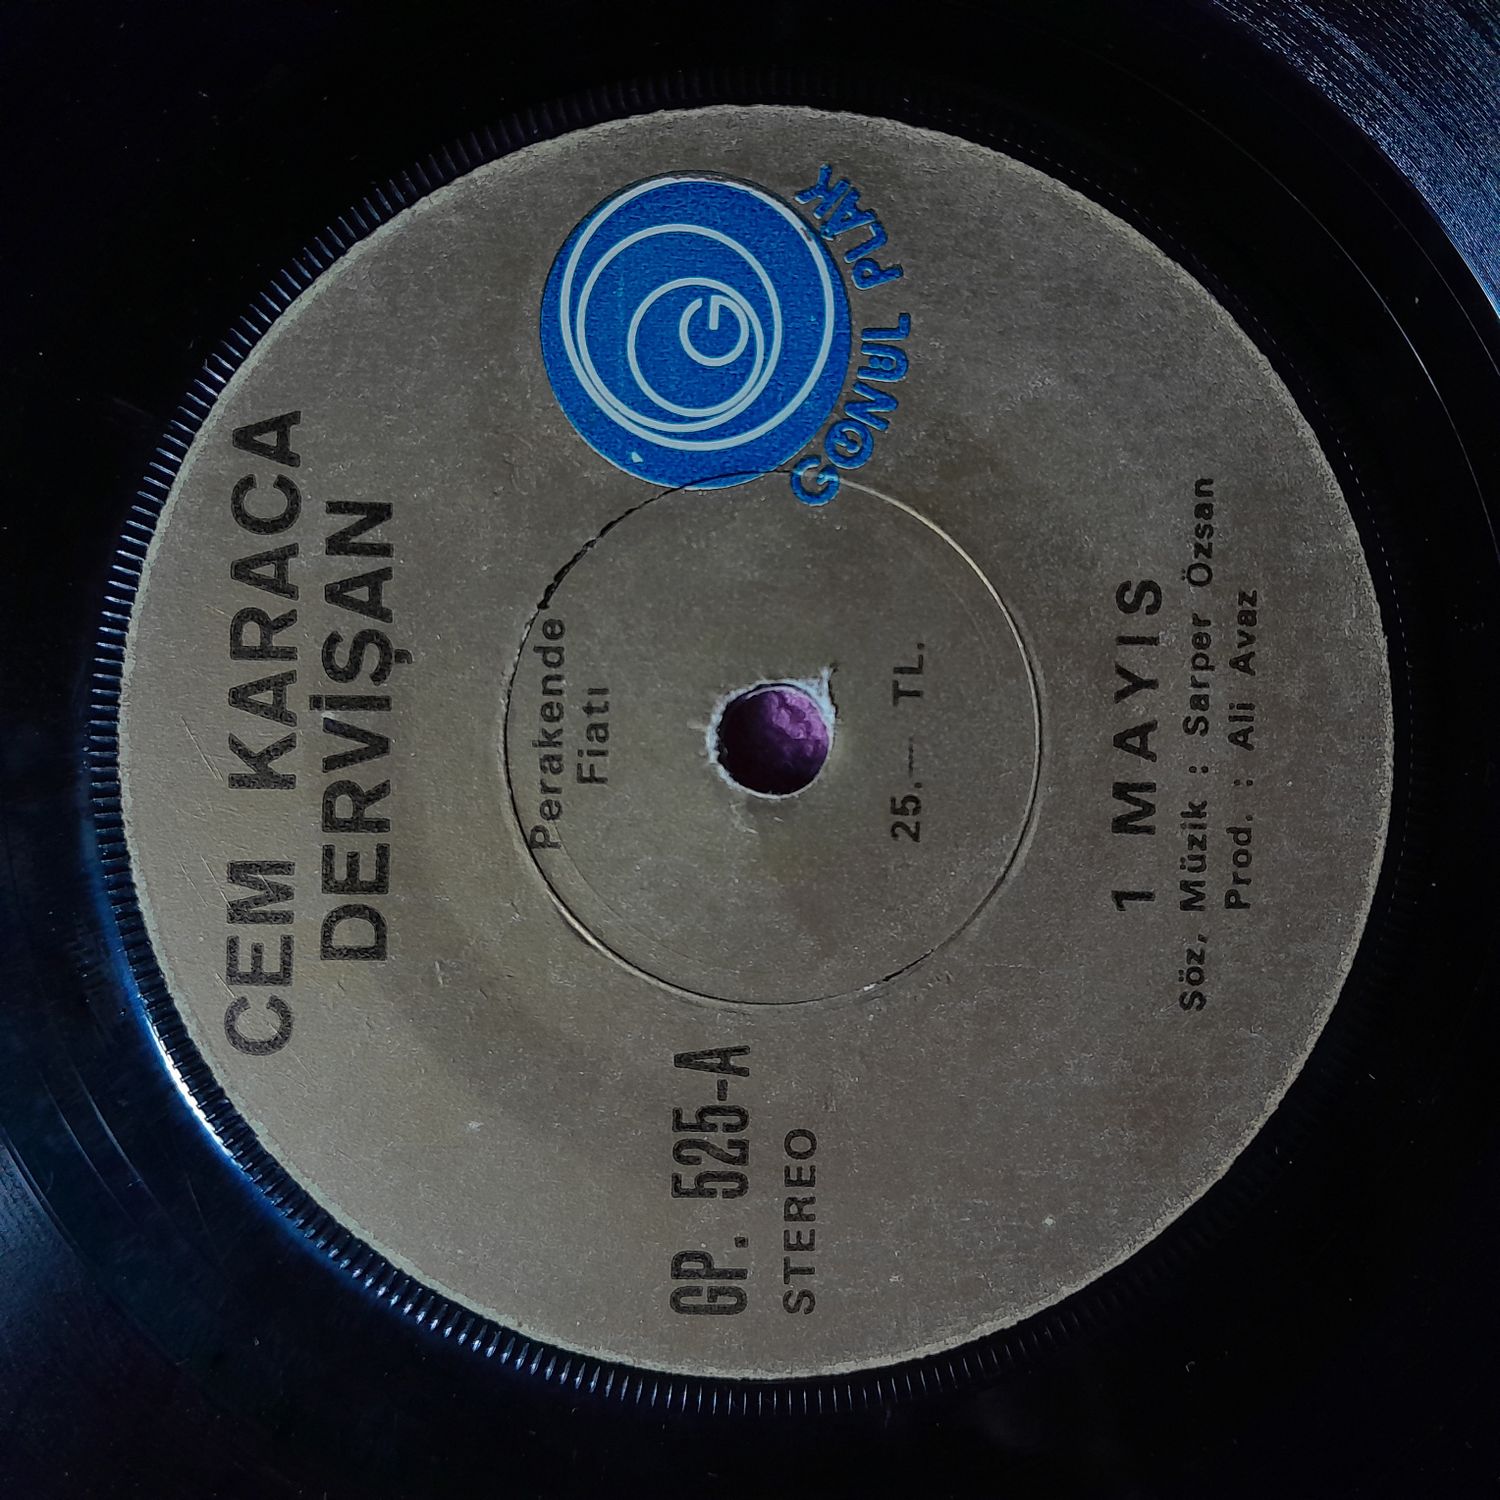 CEM KARACA
DERVİŞAN
Perakende
Fiatı
GP. 525-A
STEREO
G
GÖNÜL PLÂK
25.— TL.
1 MAYIS
Söz, Müzik : Sarper Özsan
Prod. : Ali Avaz